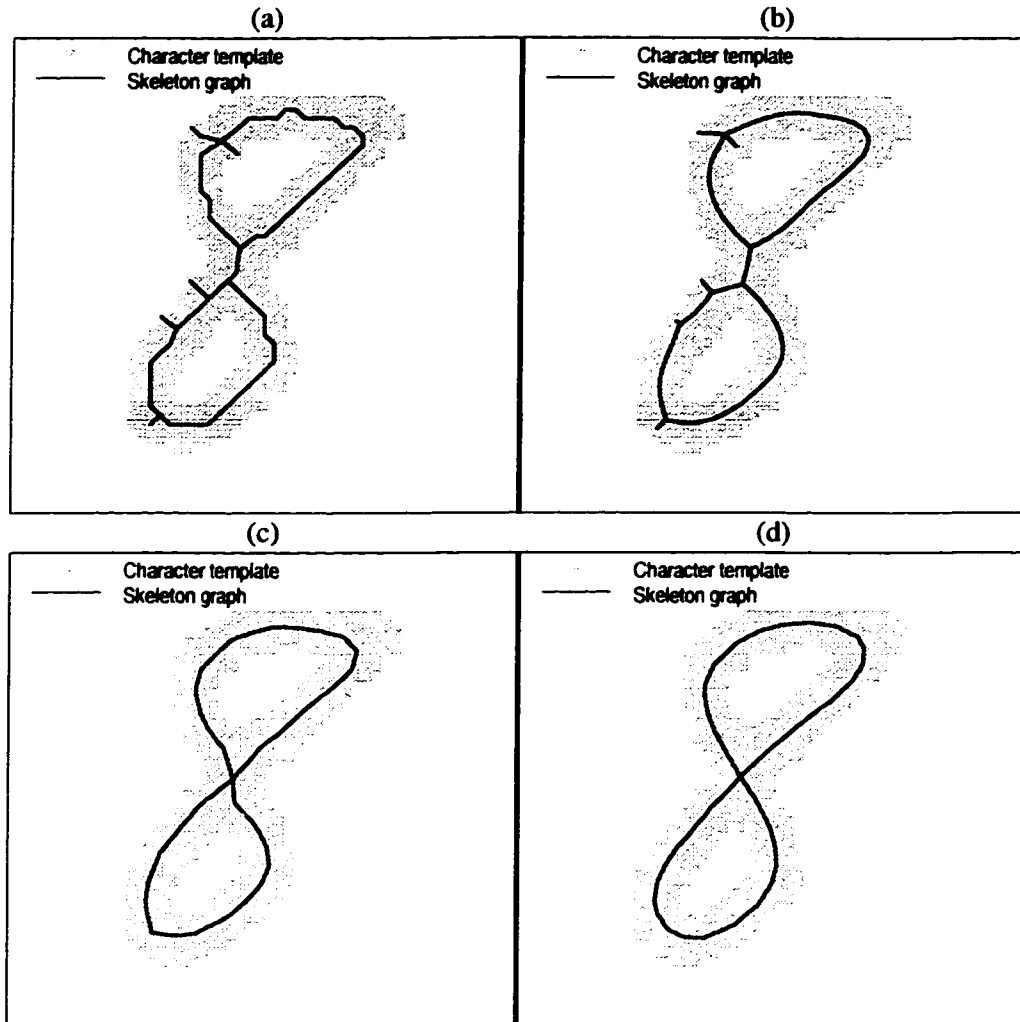 (a)
Character template
Skeleton graph
(b)
Character template
Skeleton graph
(c)
Character template
Skeleton graph
(d)
Character template
Skeleton graph